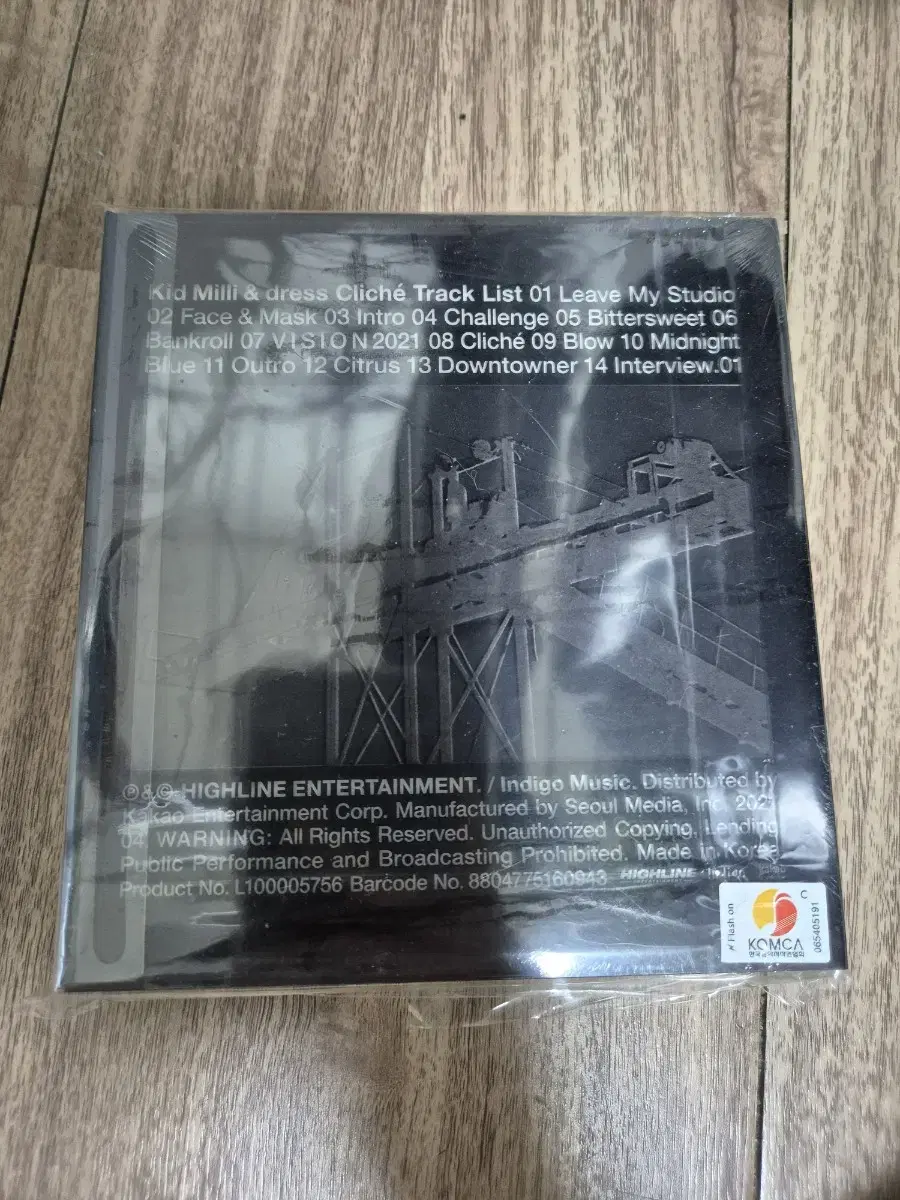 Kid Milli & dress Cliché Track List 01 Leave My Studio
02 Face & Mask 03 Intro 04 Challenge 05 Bittersweet 06
Bankroll 07 V I S I O N 2021 08 Cliché 09 Blow 10 Midnight
Blue 11 Outro 12 Citrus 13 Downtowner 14 Interview.01
℗ & © HIGHLINE ENTERTAINMENT. / Indigo Music. Distributed by
Kakao Entertainment Corp. Manufactured by Seoul Media, Inc.
04 WARNING: All Rights Reserved. Unauthorized Copying, Lending
Public Performance and Broadcasting Prohibited. Made in Korea
Product No. L100005756 Barcode No. 8804775160943 HIGHLINE
Flash on
C
KOMCA
065405191